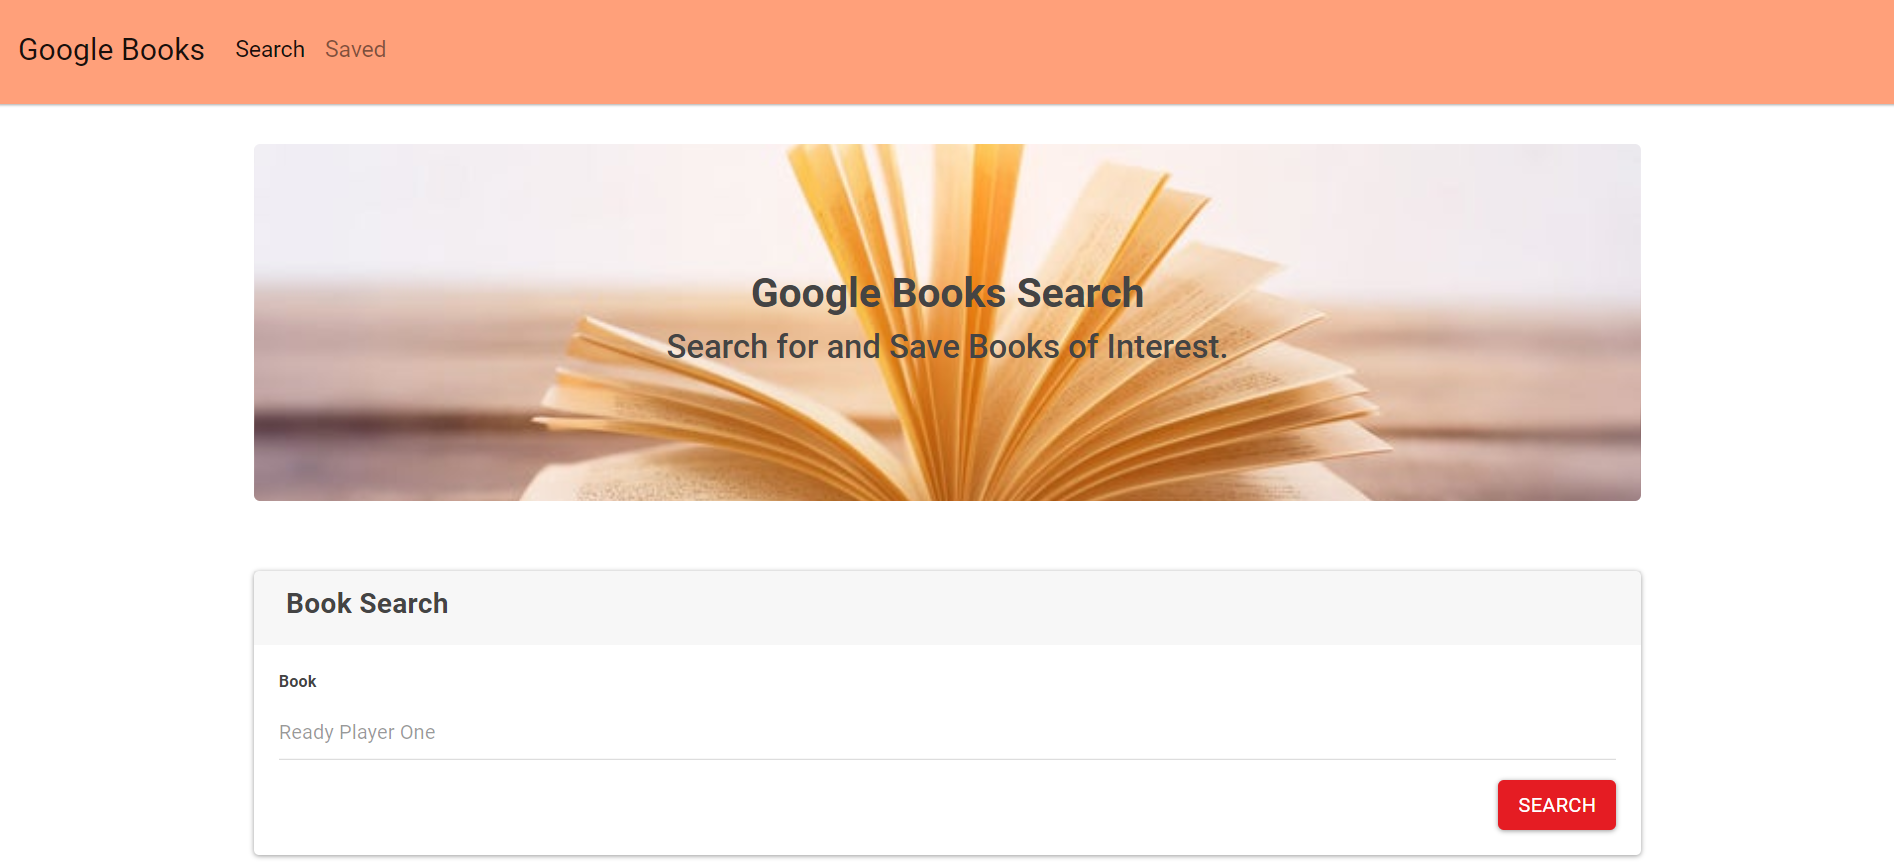 Google Books Search Saved
Google Books Search
Search for and Save Books of Interest.
Book Search
Book
Ready Player One
SEARCH